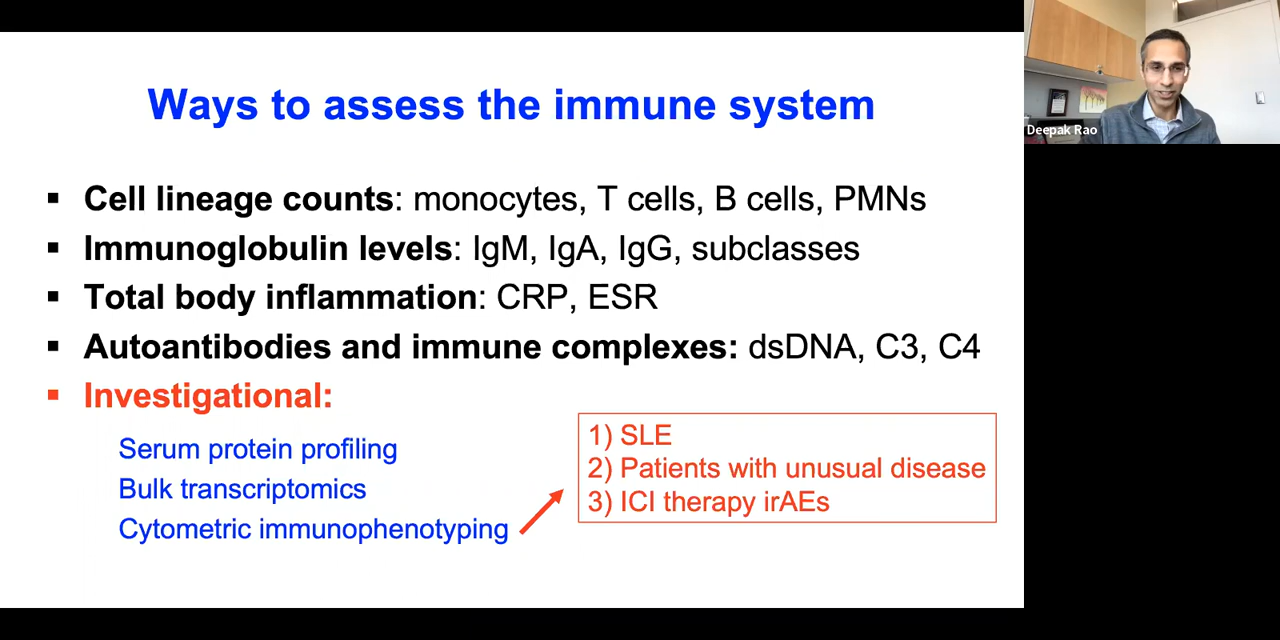 Ways to assess the immune system
▪ Cell lineage counts: monocytes, T cells, B cells, PMNs
▪ Immunoglobulin levels: IgM, IgA, IgG, subclasses
▪ Total body inflammation: CRP, ESR
▪ Autoantibodies and immune complexes: dsDNA, C3, C4
▪ Investigational:
Serum protein profiling
Bulk transcriptomics
Cytometric immunophenotyping
1) SLE
2) Patients with unusual disease
3) ICI therapy irAEs
Deepak Rao